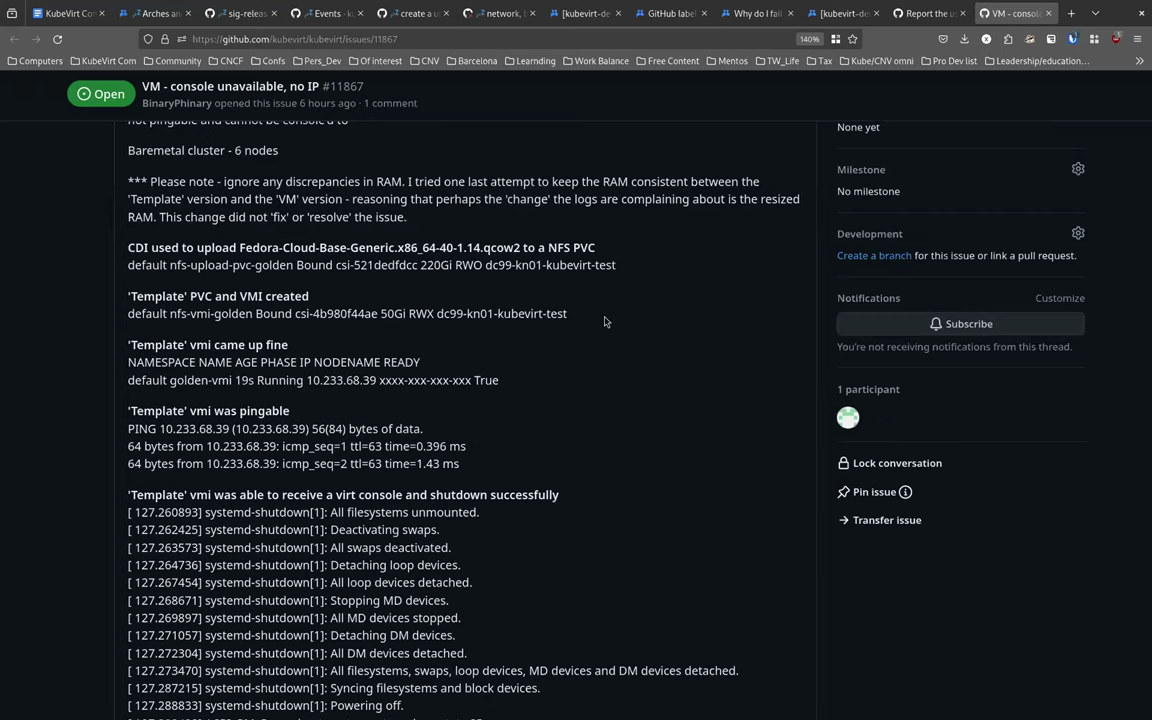 KubeVirt Co
Arches an
sig-relea
Events · ku
create a u
network,
[kubevirt-de
GitHub labe
Why do I fai
[kubevirt-de
Report the u
VM - consol
https://github.com/kubevirt/kubevirt/issues/11867
140%
Computers
KubeVirt Com
Community
CNCF
Confs
Pers_Dev
Of interest
CNV
Barcelona
Learnding
Work Balance
Free Content
Mentos
TW_Life
Tax
Kube/CNV omni
Pro Dev list
Leadership/education...
Open
VM - console unavailable, no IP #11867
BinaryPhinary opened this issue 6 hours ago · 1 comment
not pingable and cannot be console'd to
Baremetal cluster - 6 nodes
*** Please note - ignore any discrepancies in RAM. I tried one last attempt to keep the RAM consistent between the
'Template' version and the 'VM' version - reasoning that perhaps the 'change' the logs are complaining about is the resized
RAM. This change did not 'fix' or 'resolve' the issue.
CDI used to upload Fedora-Cloud-Base-Generic.x86_64-40-1.14.qcow2 to a NFS PVC
default nfs-upload-pvc-golden Bound csi-521dedfdcc 220Gi RWO dc99-kn01-kubevirt-test
'Template' PVC and VMI created
default nfs-vmi-golden Bound csi-4b980f44ae 50Gi RWX dc99-kn01-kubevirt-test
'Template' vmi came up fine
NAMESPACE NAME AGE PHASE IP NODENAME READY
default golden-vmi 19s Running 10.233.68.39 xxxx-xxx-xxx-xxx True
'Template' vmi was pingable
PING 10.233.68.39 (10.233.68.39) 56(84) bytes of data.
64 bytes from 10.233.68.39: icmp_seq=1 ttl=63 time=0.396 ms
64 bytes from 10.233.68.39: icmp_seq=2 ttl=63 time=1.43 ms
'Template' vmi was able to receive a virt console and shutdown successfully
[ 127.260893] systemd-shutdown[1]: All filesystems unmounted.
[ 127.262425] systemd-shutdown[1]: Deactivating swaps.
[ 127.263573] systemd-shutdown[1]: All swaps deactivated.
[ 127.264736] systemd-shutdown[1]: Detaching loop devices.
[ 127.267454] systemd-shutdown[1]: All loop devices detached.
[ 127.268671] systemd-shutdown[1]: Stopping MD devices.
[ 127.269897] systemd-shutdown[1]: All MD devices stopped.
[ 127.271057] systemd-shutdown[1]: Detaching DM devices.
[ 127.272304] systemd-shutdown[1]: All DM devices detached.
[ 127.273470] systemd-shutdown[1]: All filesystems, swaps, loop devices, MD devices and DM devices detached.
[ 127.287215] systemd-shutdown[1]: Syncing filesystems and block devices.
[ 127.288833] systemd-shutdown[1]: Powering off.
None yet
Milestone
No milestone
Development
Create a branch for this issue or link a pull request.
Notifications
Customize
Subscribe
You're not receiving notifications from this thread.
1 participant
Lock conversation
Pin issue
Transfer issue